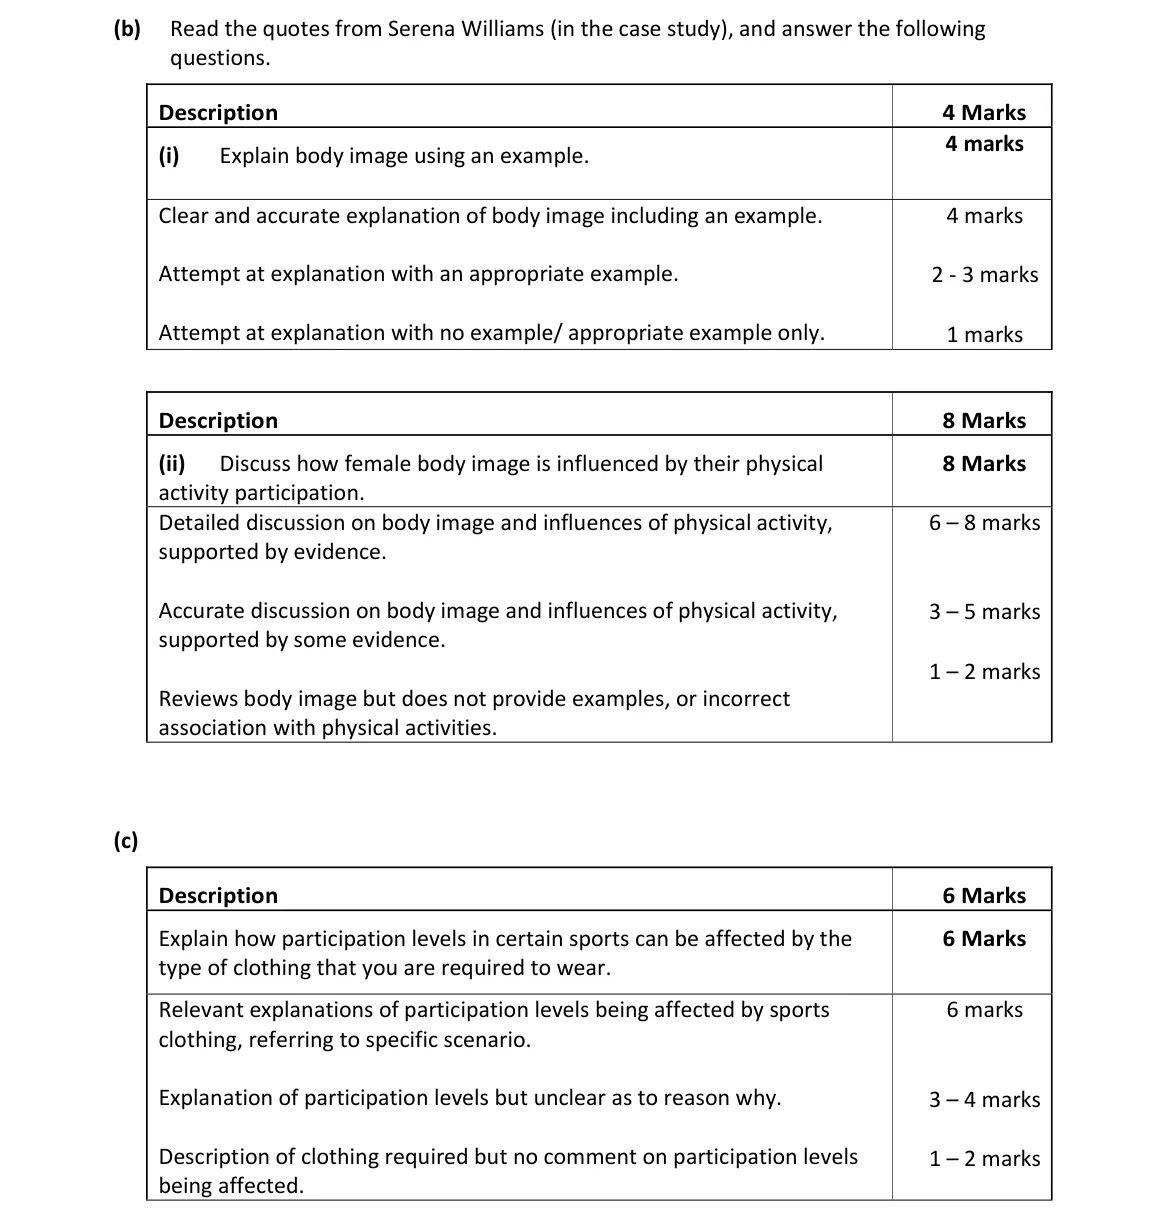 (b) Read the quotes from Serena Williams (in the case study), and answer the following
questions.
Description 4 Marks
(i) Explain body image using an example. 4 marks
Clear and accurate explanation of body image including an example. 4 marks
Attempt at explanation with an appropriate example. 2 - 3 marks
Attempt at explanation with no example/ appropriate example only. 1 marks
Description 8 Marks
(ii) Discuss how female body image is influenced by their physical 8 Marks
activity participation.
Detailed discussion on body image and influences of physical activity, 6 – 8 marks
supported by evidence.
Accurate discussion on body image and influences of physical activity, 3 – 5 marks
supported by some evidence.
1 – 2 marks
Reviews body image but does not provide examples, or incorrect
association with physical activities.
(c)
Description 6 Marks
Explain how participation levels in certain sports can be affected by the 6 Marks
type of clothing that you are required to wear.
Relevant explanations of participation levels being affected by sports 6 marks
clothing, referring to specific scenario.
Explanation of participation levels but unclear as to reason why. 3 – 4 marks
Description of clothing required but no comment on participation levels 1 – 2 marks
being affected.